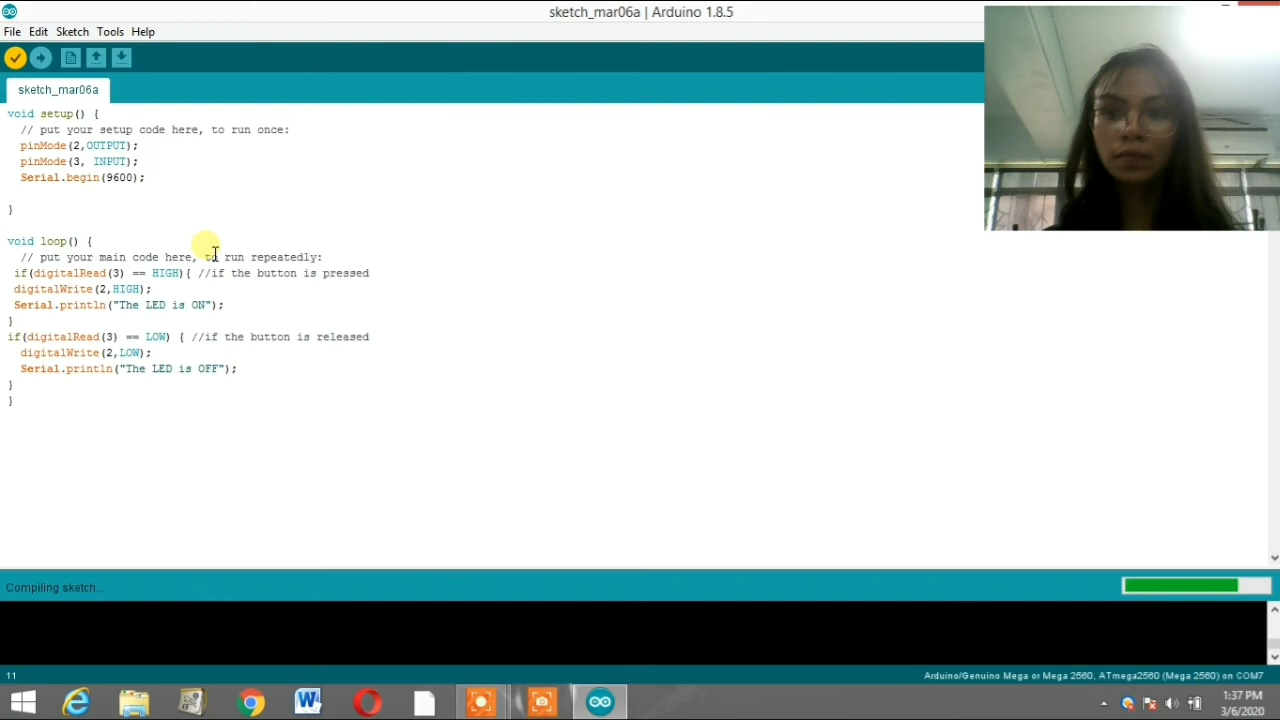 sketch_mar06a | Arduino 1.8.5
File Edit Sketch Tools Help
sketch_mar06a
void setup() {
  // put your setup code here, to run once:
  pinMode(2,OUTPUT);
  pinMode(3, INPUT);
  Serial.begin(9600);
}
void loop() {
  // put your main code here, to run repeatedly:
 if(digitalRead(3) == HIGH){ //if the button is pressed
 digitalWrite(2,HIGH);
 Serial.println("The LED is ON");
}
if(digitalRead(3) == LOW) { //if the button is released
  digitalWrite(2,LOW);
  Serial.println("The LED is OFF");
}
}
Compiling sketch...
11 Arduino/Genuino Mega or Mega 2560, ATmega2560 (Mega 2560) on COM7
1:37 PM
3/6/2020